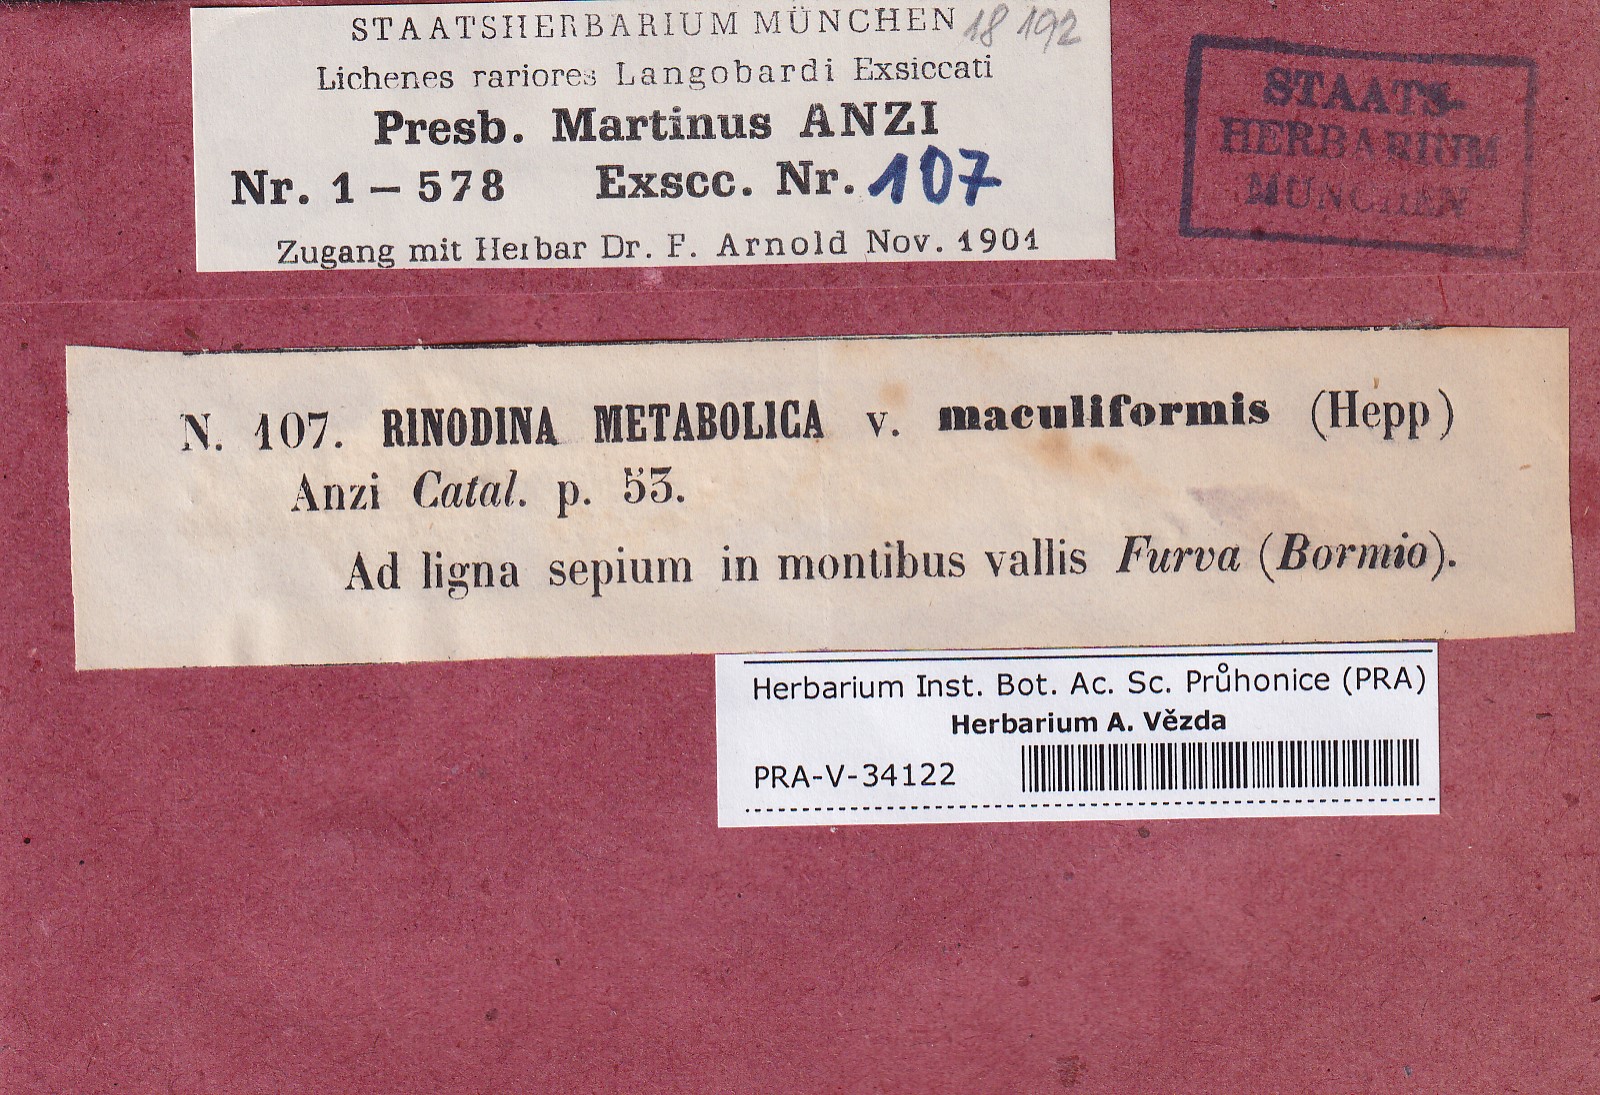 STAATSHERBARIUM MÜNCHEN 18 192
Lichenes rariores Langobardi Exsiccati
Presb. Martinus ANZI
Nr. 1 – 578 Exscc. Nr. 107
Zugang mit Herbar Dr. F. Arnold Nov. 1901
STAATS-
HERBARIUM
MÜNCHEN
N. 107. RINODINA METABOLICA v. maculiformis (Hepp)
Anzi Catal. p. 53.
Ad ligna sepium in montibus vallis Furva (Bormio).
Herbarium Inst. Bot. Ac. Sc. Průhonice (PRA)
Herbarium A. Vězda
PRA-V-34122